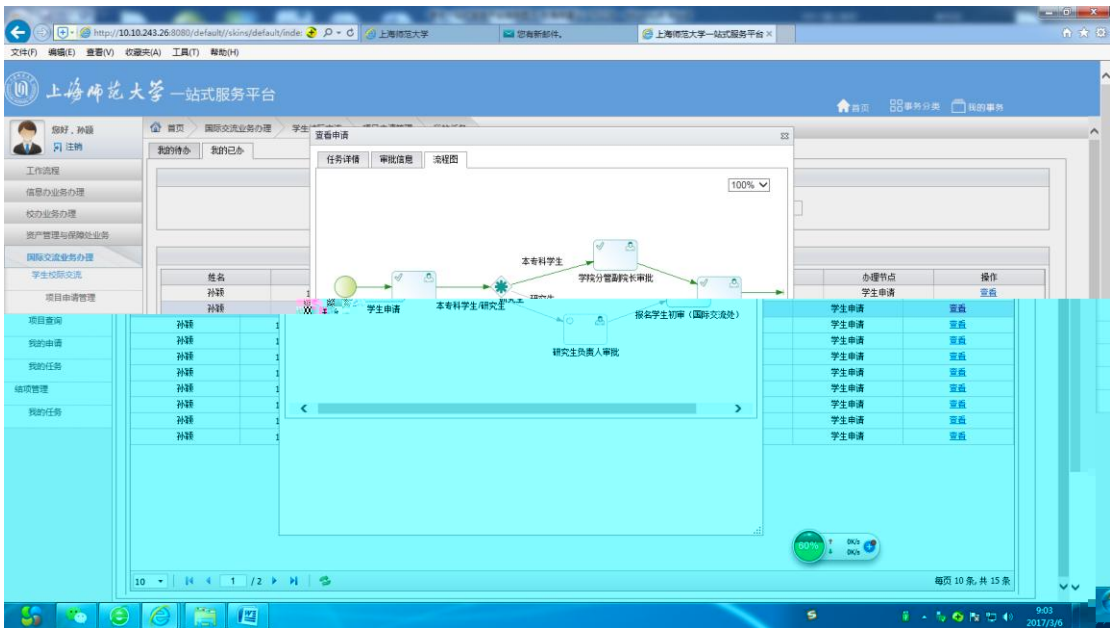 http://10.10.243.26:8080/default//skins/default/inde:
上海师范大学
您有新邮件。
上海师范大学一站式服务平台 ×
文件(F) 编辑(E) 查看(V) 收藏夹(A) 工具(T) 帮助(H)
上海师范大学 一站式服务平台
首页 事务分类 我的事务
您好，孙颖
注销
首页 国际交流业务办理
查看申请
我的待办 我的已办
任务详情 审批信息 流程图
100%
工作流程
信息办业务办理
校办业务办理
资产管理与保障处业务
国际交流业务办理
学生校际交流
项目申请管理
项目查询
我的申请
我的任务
结项管理
我的任务
本专科学生
学院分管副院长审批
学生申请
本专科学生/研究生
报名学生初审（国际交流处）
研究生负责人审批
姓名 办理节点 操作
孙颖 学生申请 查看
孙颖 学生申请 查看
孙颖 学生申请 查看
孙颖 学生申请 查看
孙颖 学生申请 查看
孙颖 学生申请 查看
孙颖 学生申请 查看
孙颖 学生申请 查看
孙颖 学生申请 查看
孙颖 学生申请 查看
60% 0K/s
0K/s
10 1 /2 每页 10 条,共 15 条
9:03
2017/3/6